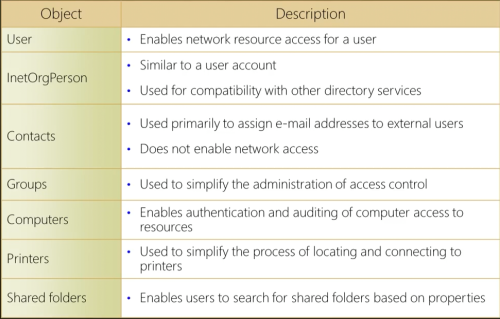 Object Description
User • Enables network resource access for a user
InetOrgPerson • Similar to a user account
• Used for compatibility with other directory services
Contacts • Used primarily to assign e-mail addresses to external users
• Does not enable network access
Groups • Used to simplify the administration of access control
Computers • Enables authentication and auditing of computer access to
resources
Printers • Used to simplify the process of locating and connecting to
printers
Shared folders • Enables users to search for shared folders based on properties